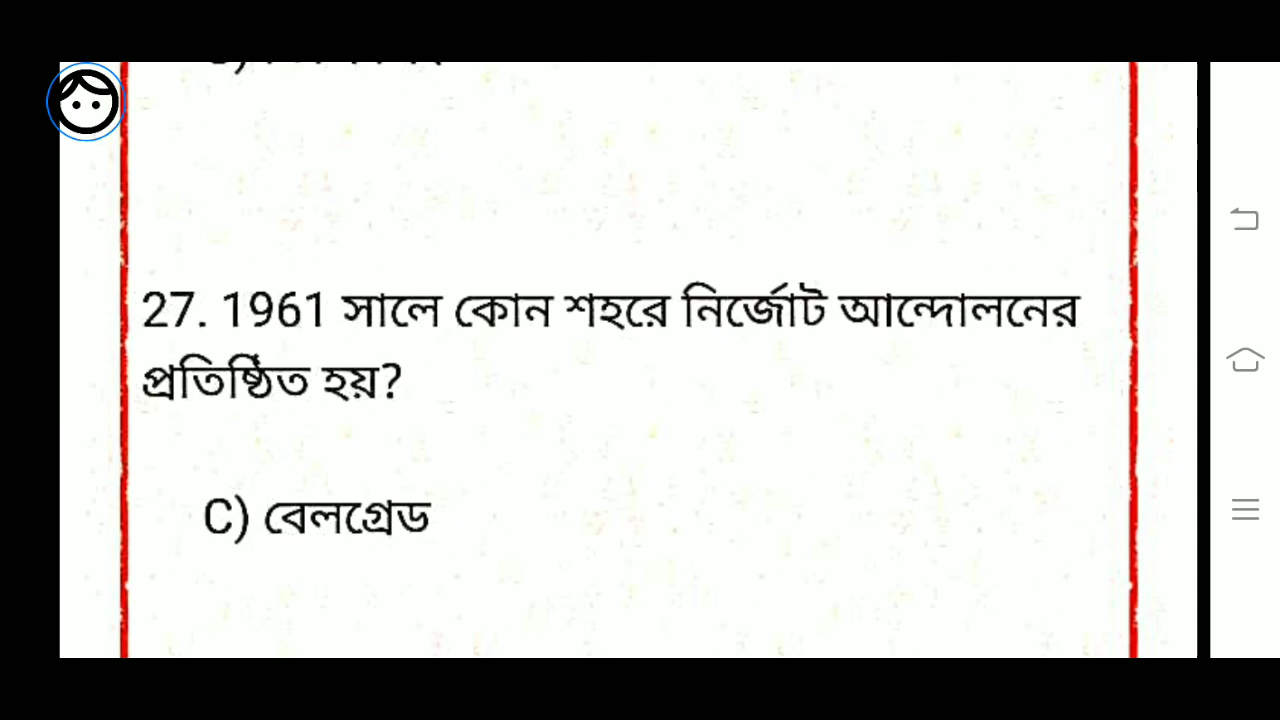 27. 1961 সালে কোন শহরে নির্জোট আন্দোলনের
প্রতিষ্ঠিত হয়?
C) বেলগ্রেড